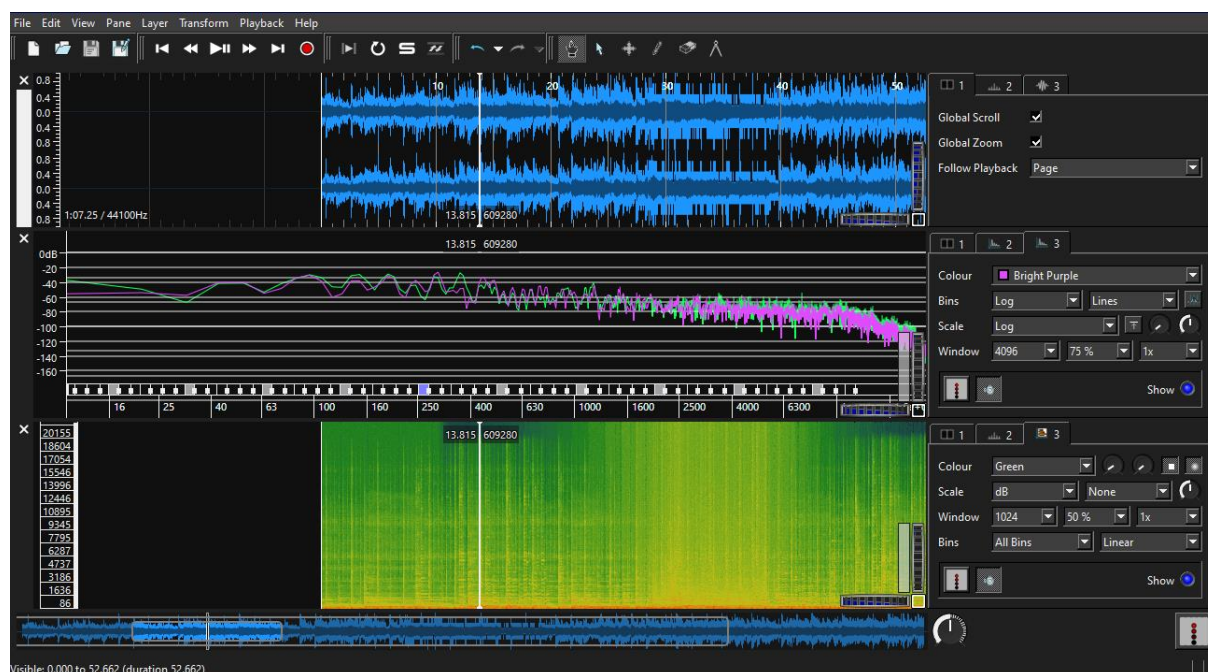 File Edit View Pane Layer Transform Playback Help
0.8
0.4
0.0
0.4
0.8
0.8
0.4
0.0
0.4
0.8
10 20 30 40 50
1:07.25 / 44100Hz
13.815 609280
1 2 3
Global Scroll
Global Zoom
Follow Playback Page
13.815 609280
0dB
-20
-40
-60
-80
-100
-120
-140
-160
16 25 40 63 100 160 250 400 630 1000 1600 2500 4000 6300
1 2 3
Colour Bright Purple
Bins Log Lines
Scale Log
Window 4096 75 % 1x
Show
13.815 609280
20155
18604
17054
15546
13996
12446
10895
9345
7795
6287
4737
3186
1636
86
1 2 3
Colour Green
Scale dB None
Window 1024 50 % 1x
Bins All Bins Linear
Show
Visible: 0.000 to 52.662 (duration 52.662)